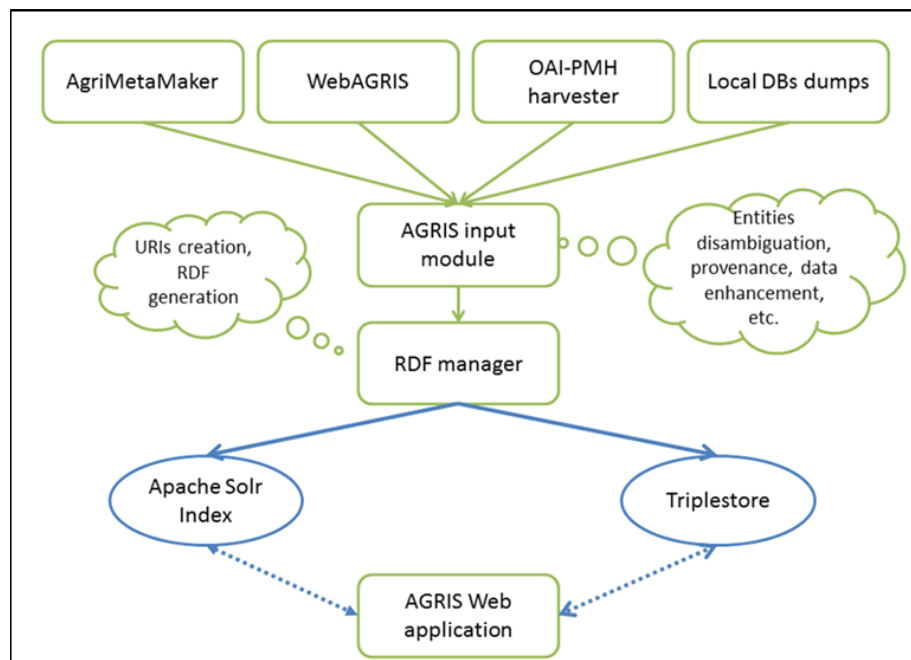 AgriMetaMaker
WebAGRIS
OAI-PMH
harvester
Local DBs dumps
AGRIS input
module
URIs creation,
RDF
generation
Entities
disambiguation,
provenance, data
enhancement,
etc.
RDF manager
Apache Solr
Index
Triplestore
AGRIS Web
application